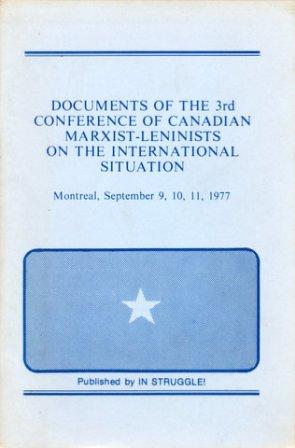 DOCUMENTS OF THE 3rd
CONFERENCE OF CANADIAN
MARXIST-LENINISTS
ON THE INTERNATIONAL
SITUATION
Montreal, September 9, 10, 11, 1977
Published by IN STRUGGLE!